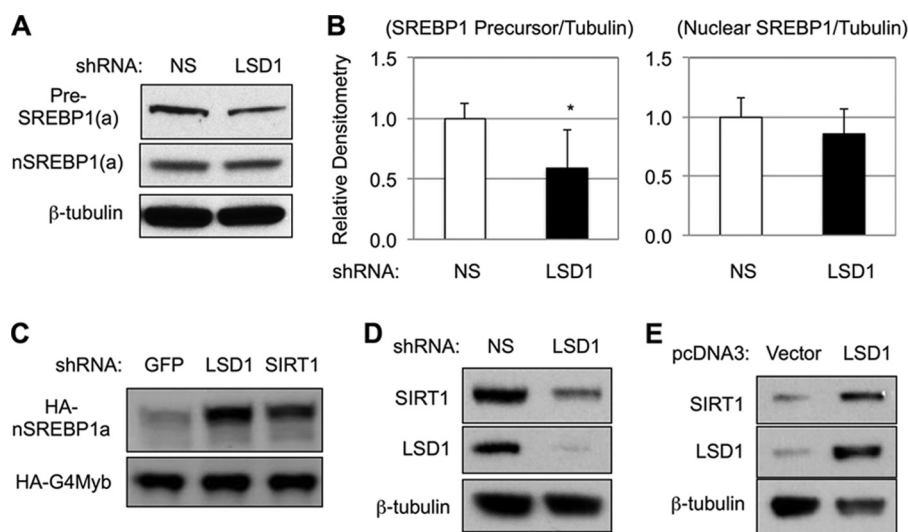 A
shRNA: NS LSD1
Pre-
SREBP1(a)
nSREBP1(a)
β-tubulin
B
(SREBP1 Precursor/Tubulin)
Relative Densitometry
1.5
1.0
0.5
0.0
*
shRNA: NS LSD1
(Nuclear SREBP1/Tubulin)
1.5
1.0
0.5
0.0
NS LSD1
C
shRNA: GFP LSD1 SIRT1
HA-
nSREBP1a
HA-G4Myb
D
shRNA: NS LSD1
SIRT1
LSD1
β-tubulin
E
pcDNA3: Vector LSD1
SIRT1
LSD1
β-tubulin